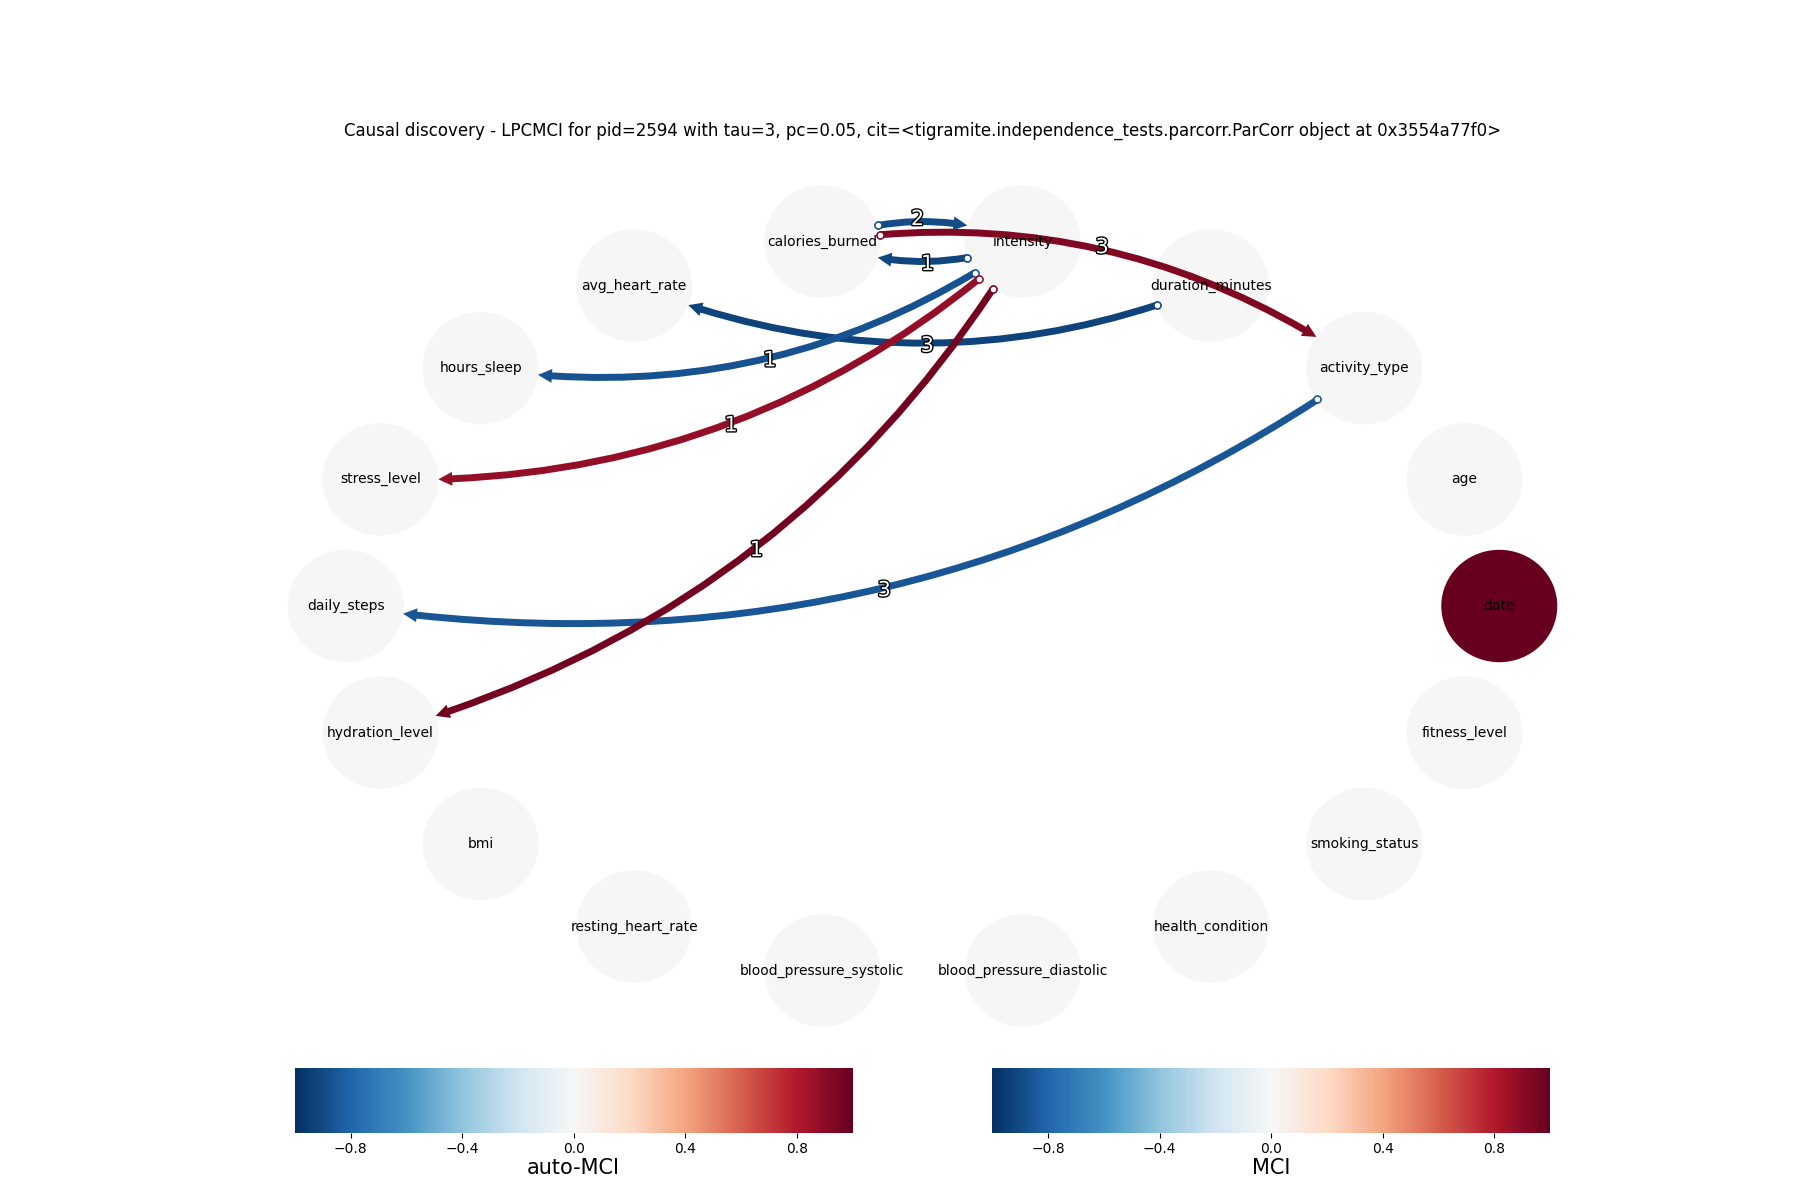 Causal discovery - LPCMCI for pid=2594 with tau=3, pc=0.05, cit=<tigramite.independence_tests.parcorr.ParCorr object at 0x3554a77f0>
2
calories_burned
intensity
3
1
avg_heart_rate
duration_minutes
3
1
hours_sleep
activity_type
1
stress_level
age
1
3
daily_steps
date
hydration_level
fitness_level
bmi
smoking_status
resting_heart_rate
health_condition
blood_pressure_systolic
blood_pressure_diastolic
−0.8 −0.4 0.0 0.4 0.8
auto-MCI
−0.8 −0.4 0.0 0.4 0.8
MCI